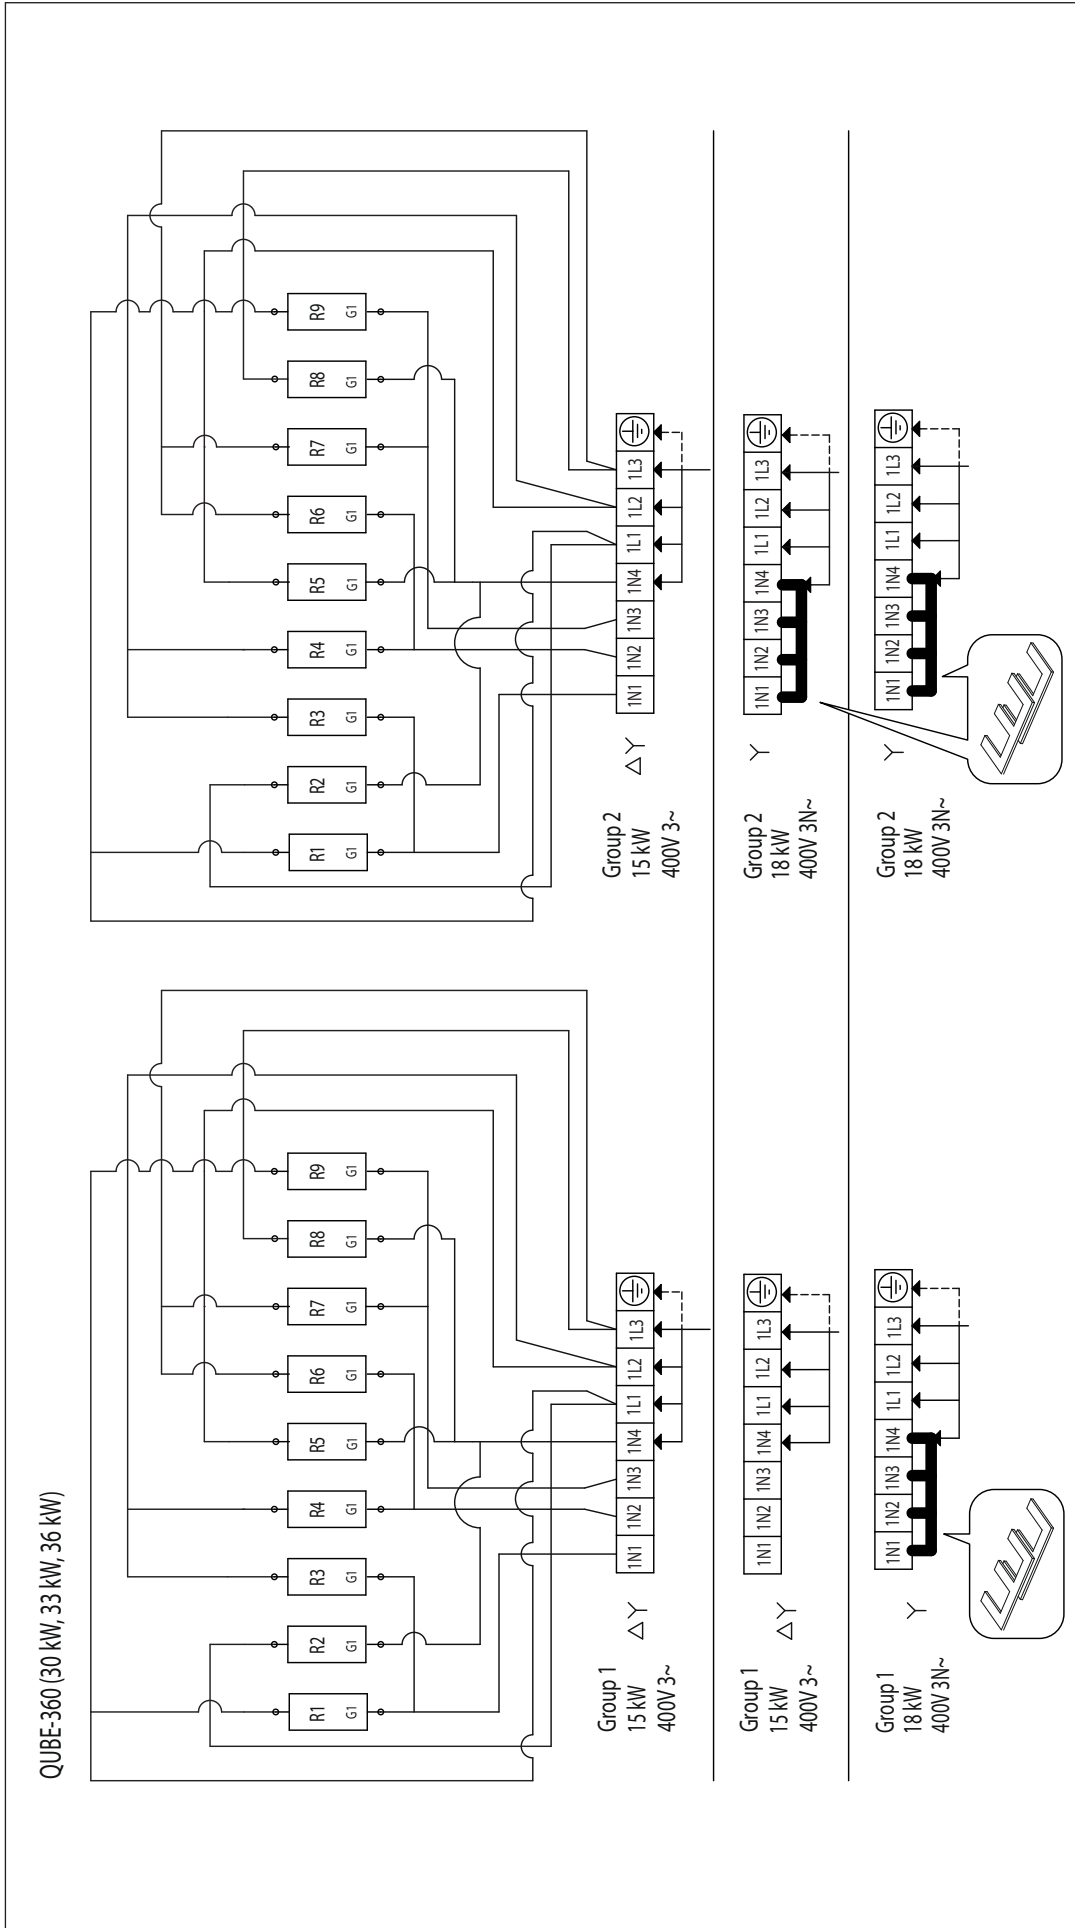 QUBE-360 (30 kW, 33 kW, 36 kW)
R1 R2 R3 R4 R5 R6 R7 R8 R9
G1 G1 G1 G1 G1 G1 G1 G1 G1
R1 R2 R3 R4 R5 R6 R7 R8 R9
G1 G1 G1 G1 G1 G1 G1 G1 G1
Group 1
15 kW
400V 3~
△ Y
1N1 1N2 1N3 1N4 1L1 1L2 1L3
Group 2
15 kW
400V 3~
△ Y
1N1 1N2 1N3 1N4 1L1 1L2 1L3
Group 1
15 kW
400V 3~
△ Y
1N1 1N2 1N3 1N4 1L1 1L2 1L3
Group 2
18 kW
400V 3N~
Y
1N1 1N2 1N3 1N4 1L1 1L2 1L3
Group 1
18 kW
400V 3N~
Y
1N1 1N2 1N3 1N4 1L1 1L2 1L3
Group 2
18 kW
400V 3N~
Y
1N1 1N2 1N3 1N4 1L1 1L2 1L3